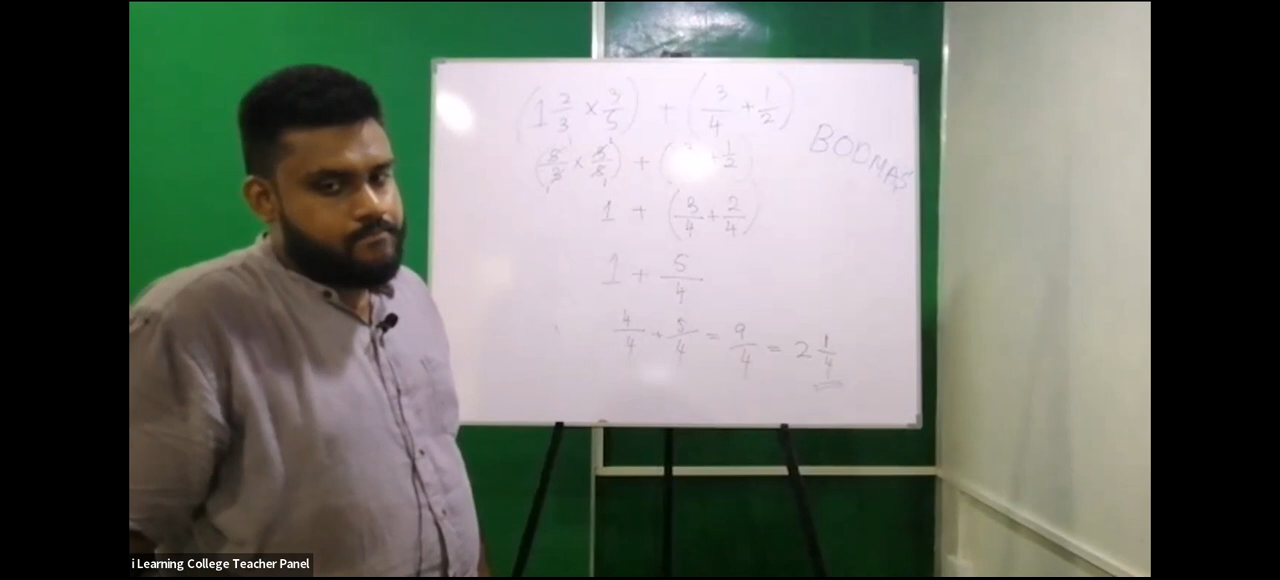 (1 2/3 × 3/5) + (3/4 + 1/2)
BODMAS
(5/3 × 3/5) + ( + 1/2)
1 + (3/4 + 2/4)
1 + 5/4
4/4 + 5/4 = 9/4 = 2 1/4
i Learning College Teacher Panel